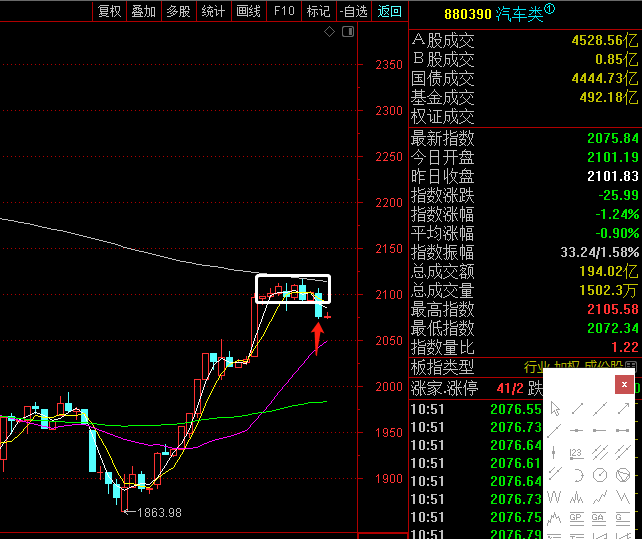 复权 叠加 多股 统计 画线 F10 标记 -自选 返回
880390 汽车类①
2350
2300
2250
2200
2150
2100
2050
2000
1950
1900
1863.98
A股成交 4528.56亿
B股成交 0.85亿
国债成交 4444.73亿
基金成交 492.18亿
权证成交
最新指数 2075.84
今日开盘 2101.19
昨日收盘 2101.83
指数涨跌 -25.99
指数涨幅 -1.24%
平均涨幅 -0.90%
指数振幅 33.24/1.58%
总成交额 194.02亿
总成交量 1502.3万
最高指数 2105.58
最低指数 2072.34
指数量比 1.22
板指类型 行业,加权,成份股
涨家.涨停 41/2 跌
10:51 2076.55
10:51 2076.73
10:51 2076.64
10:51 2076.61
10:51 2076.64
10:51 2076.73
10:51 2076.75
10:51 2076.79
x
123
GP GA G